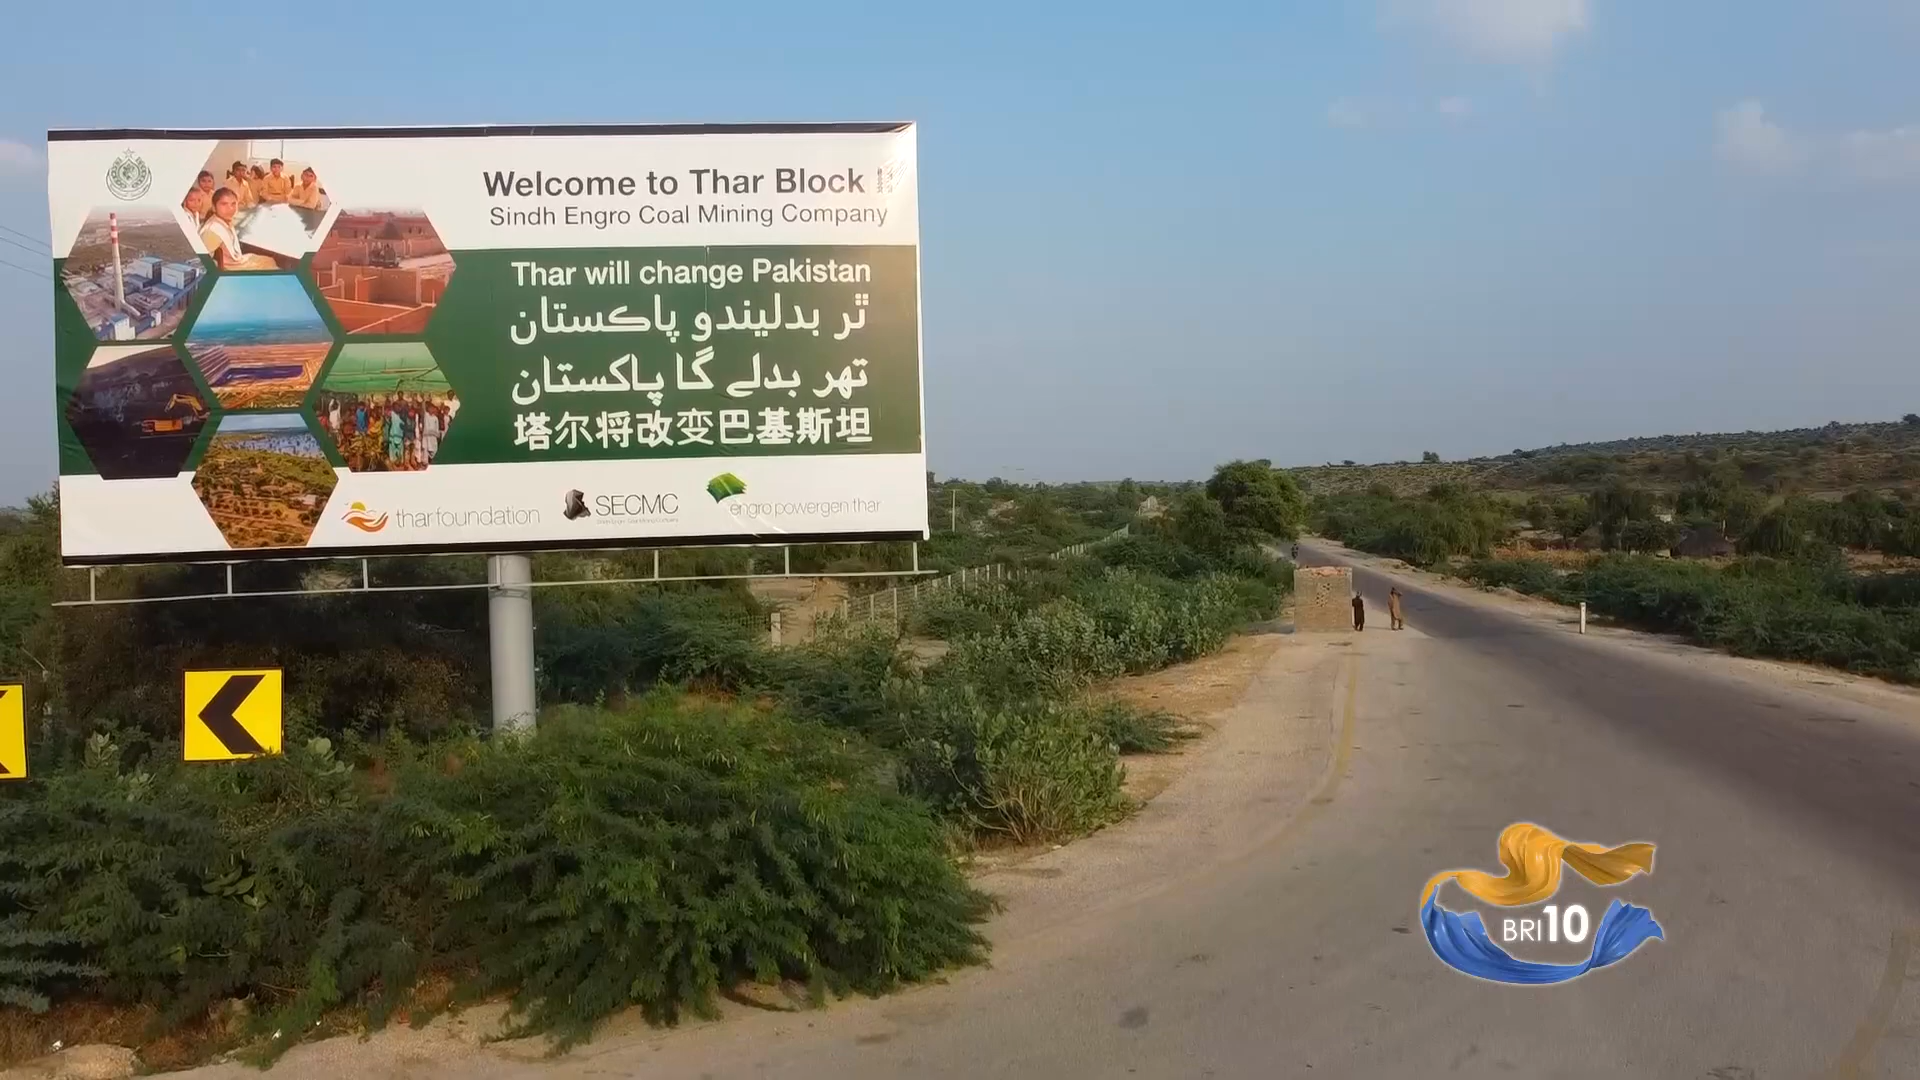 Welcome to Thar Block
Sindh Engro Coal Mining Company
Thar will change Pakistan
ٿر بدليندو پاڪستان
تھر بدلے گا پاکستان
塔尔将改变巴基斯坦
tharfoundation
SECMC
engro powergen thar
BRI10